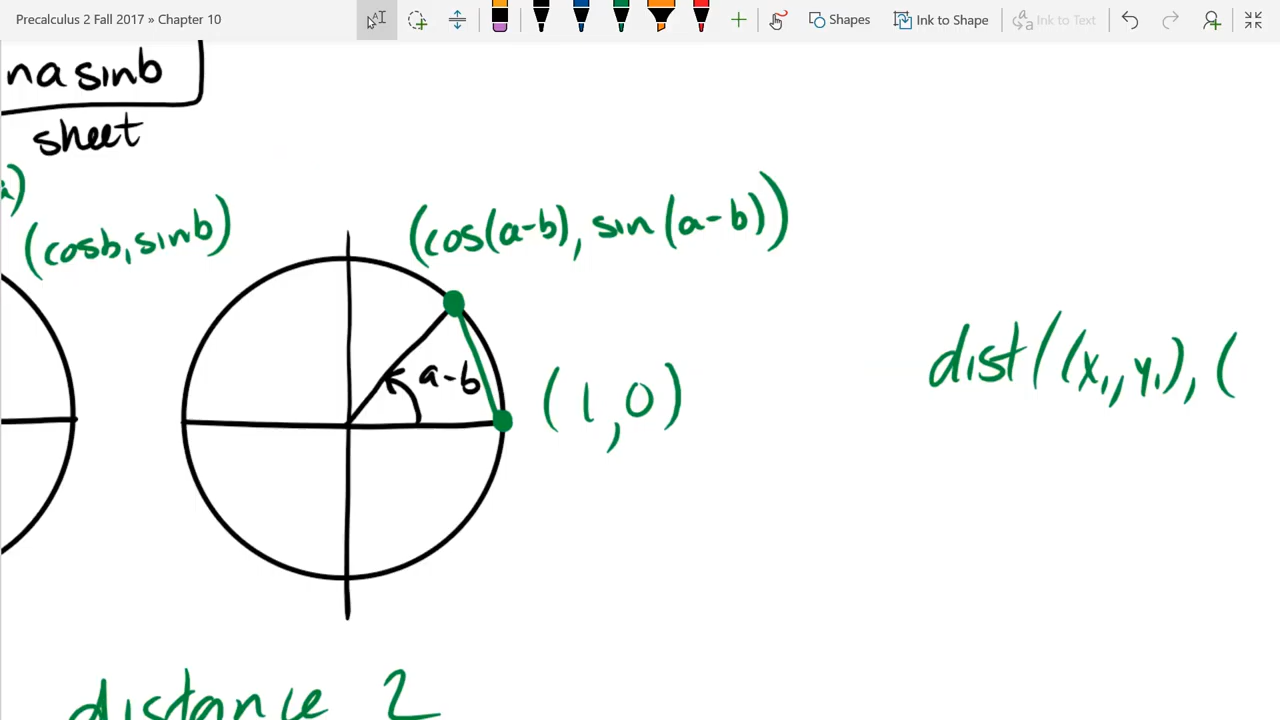 Precalculus 2 Fall 2017 » Chapter 10
Shapes
Ink to Shape
Ink to Text
na sinb
sheet
a)
(cosb, sinb)
(cos(a-b), sin(a-b))
a-b
(1,0)
dist((x₁,y₁), (
distance 2